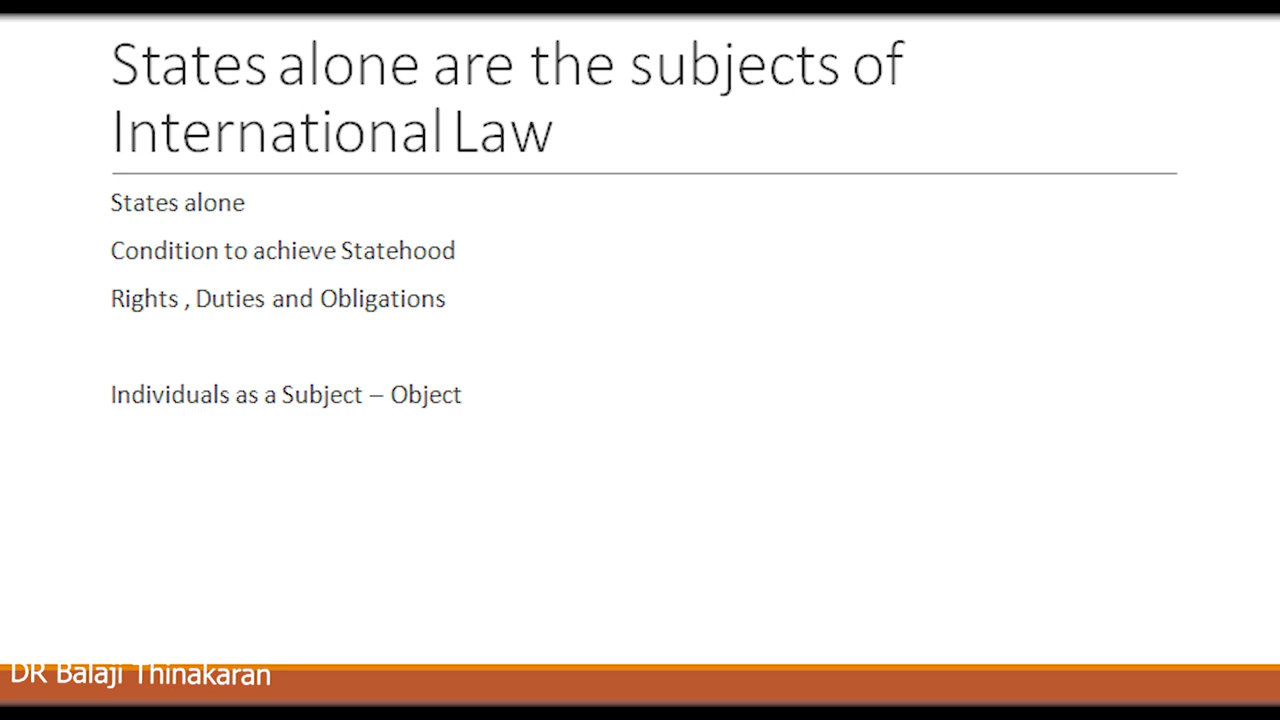 States alone are the subjects of
International Law
States alone
Condition to achieve Statehood
Rights , Duties and Obligations
Individuals as a Subject – Object
DR Balaji Thinakaran